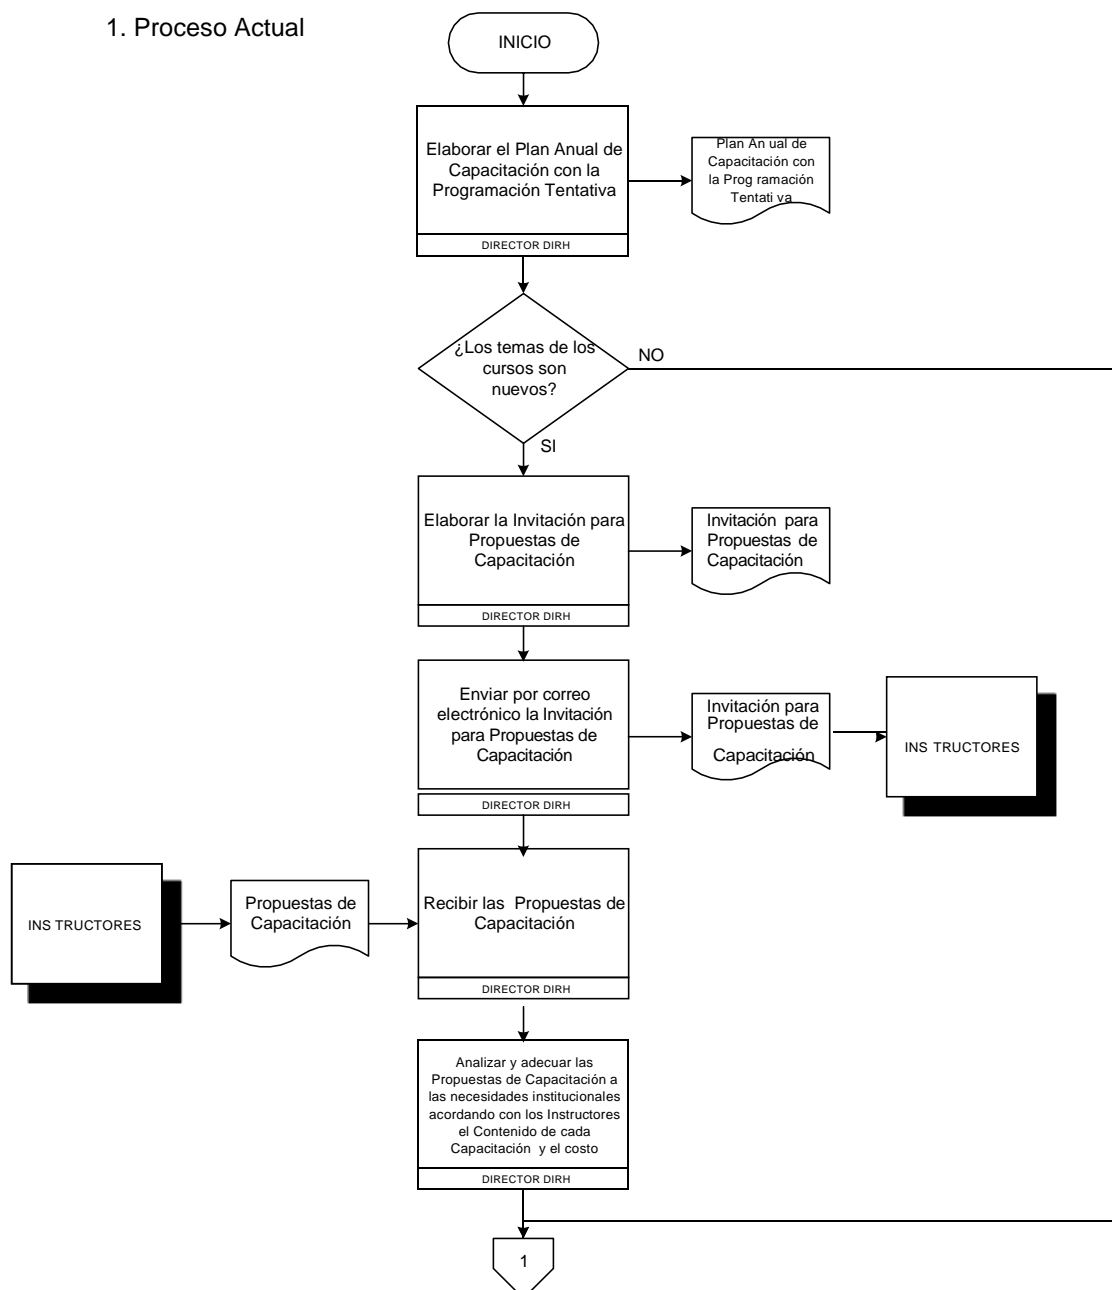 1. Proceso Actual
INICIO
Elaborar el Plan Anual de
Capacitación con la
Programación Tentativa
DIRECTOR DIRH
Plan An ual de
Capacitación con
la Prog ramación
Tentati va
¿Los temas de los
cursos son
nuevos?
NO
SI
Elaborar la Invitación para
Propuestas de
Capacitación
DIRECTOR DIRH
Invitación para
Propuestas de
Capacitación
Enviar por correo
electrónico la Invitación
para Propuestas de
Capacitación
DIRECTOR DIRH
Invitación para
Propuestas de
Capacitación
INS TRUCTORES
INS TRUCTORES
Propuestas de
Capacitación
Recibir las Propuestas de
Capacitación
DIRECTOR DIRH
Analizar y adecuar las
Propuestas de Capacitación a
las necesidades institucionales
acordando con los Instructores
el Contenido de cada
Capacitación y el costo
DIRECTOR DIRH
1